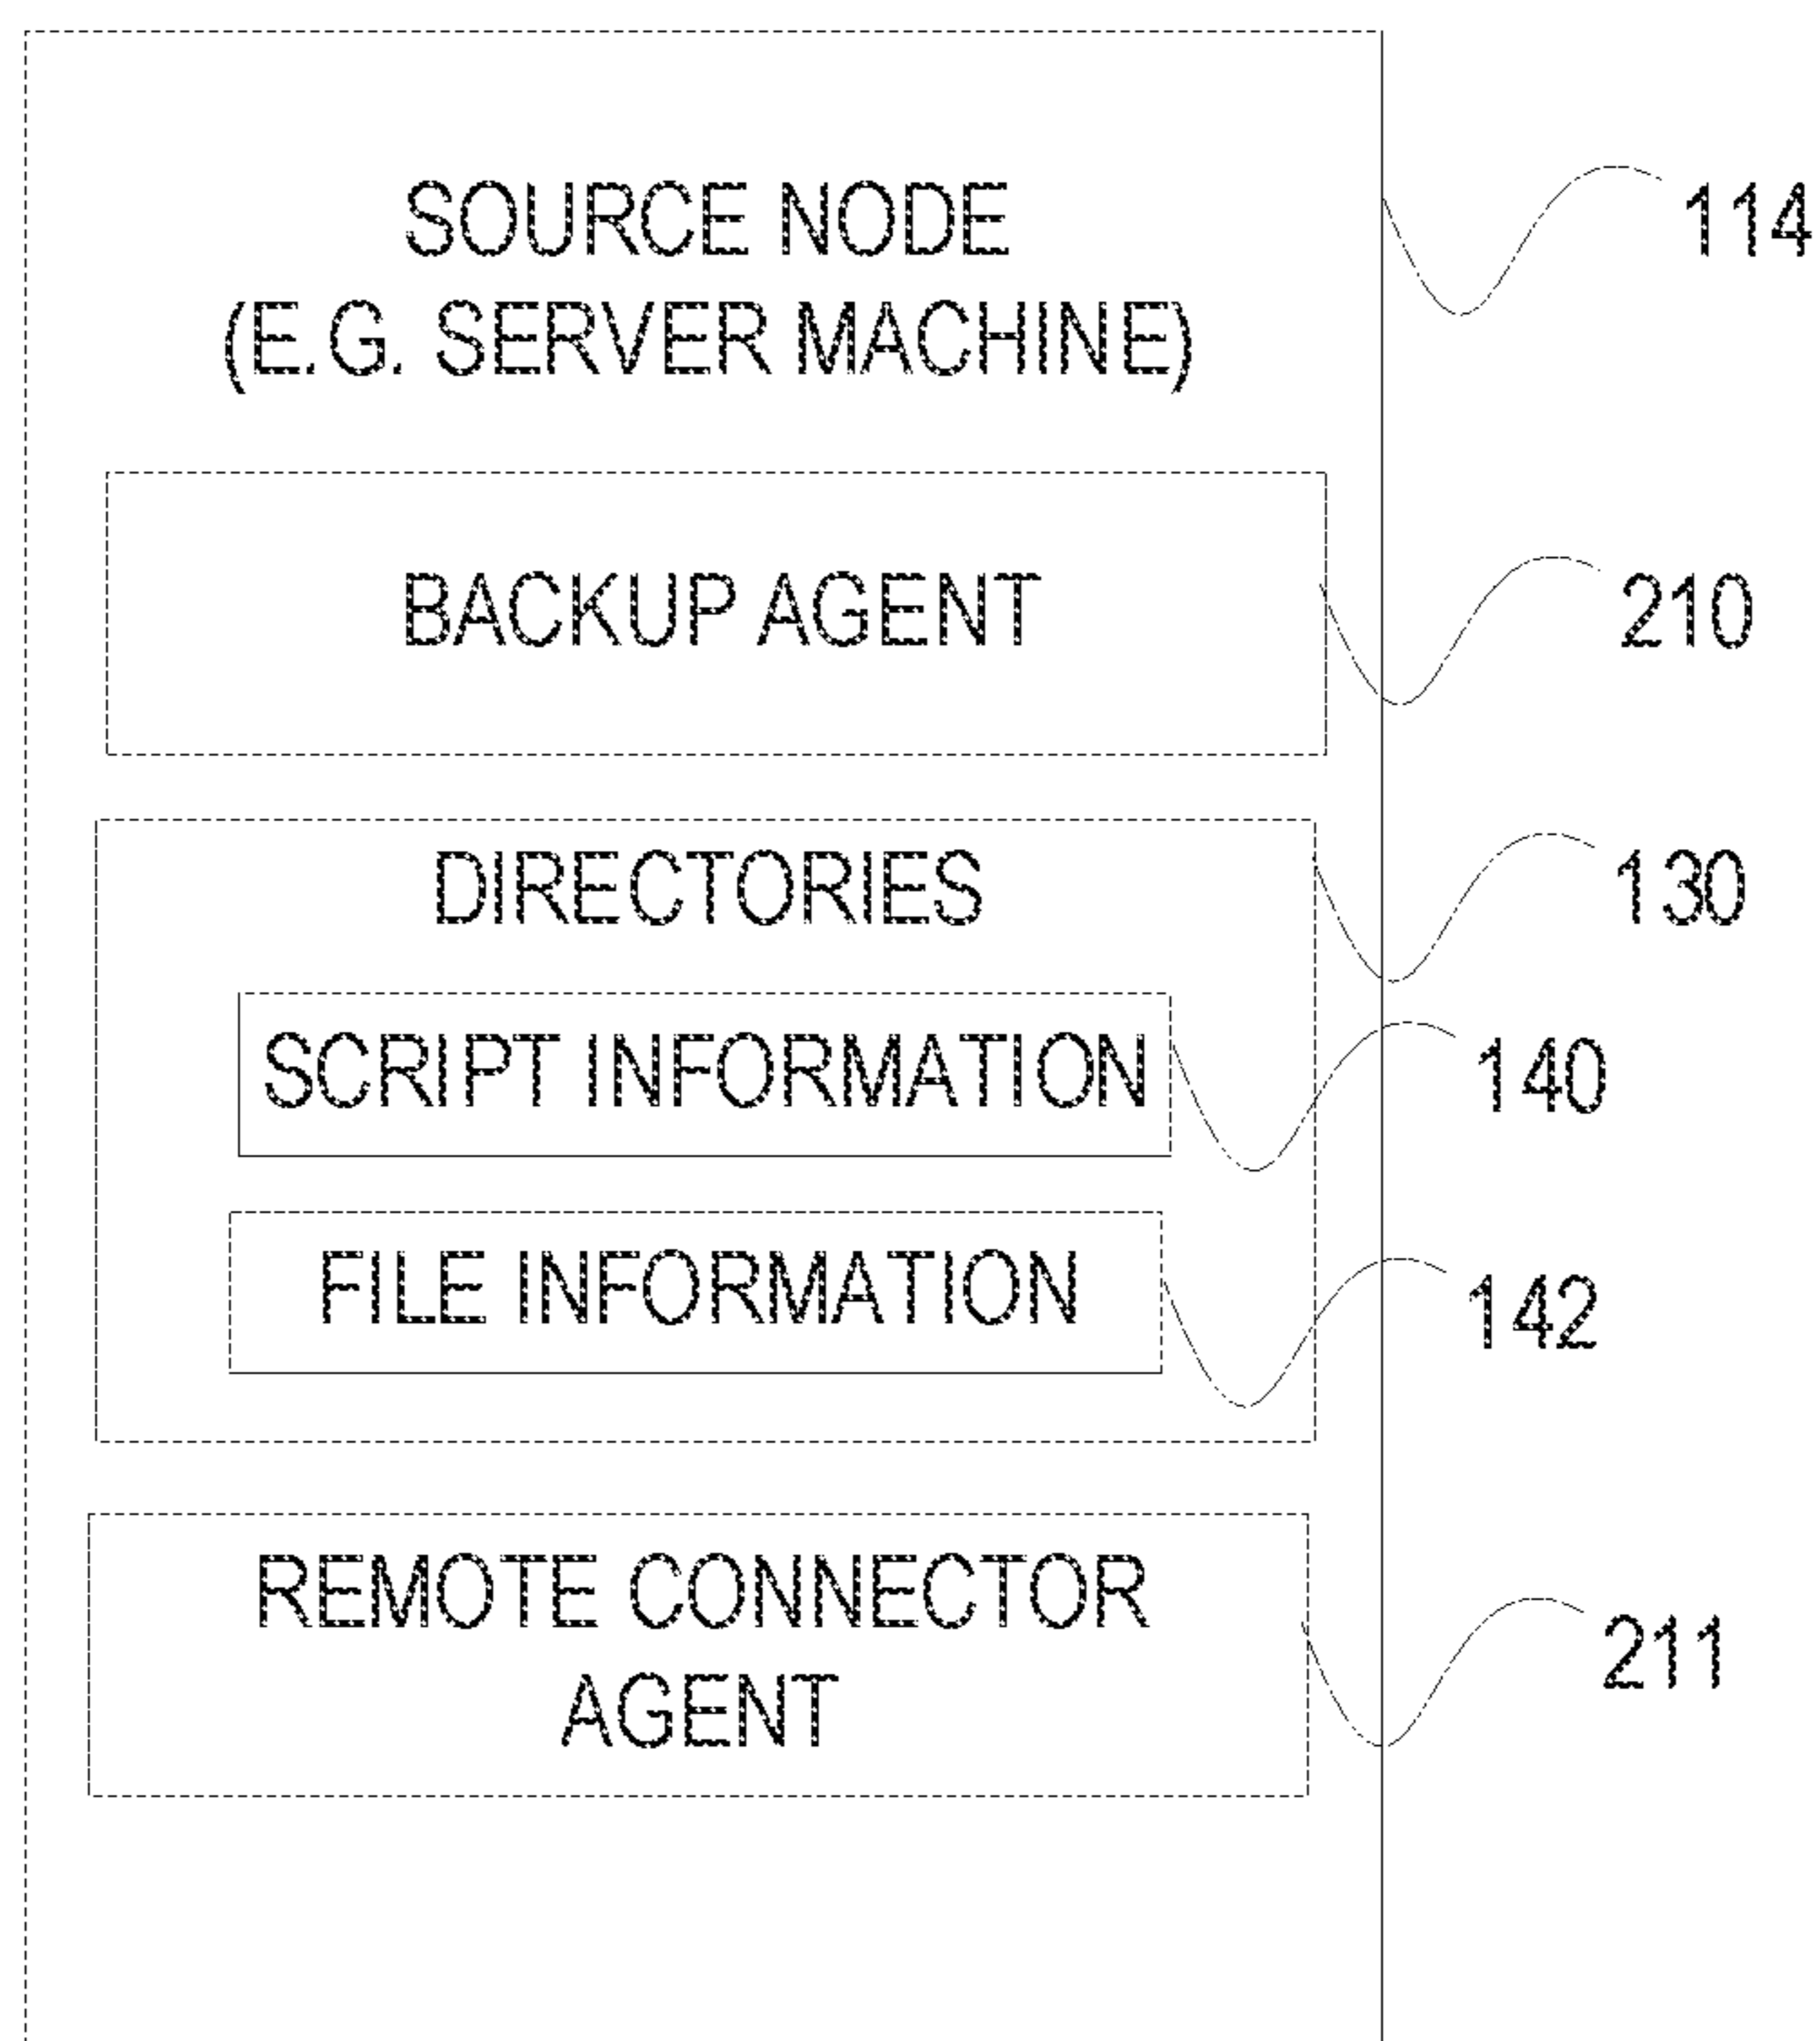 SOURCE NODE
114
(E.G. SERVER MACHINE)
BACKUP AGENT
210
DIRECTORIES
130
SCRIPT INFORMATION
140
FILE INFORMATION
142
REMOTE CONNECTOR
211
AGENT